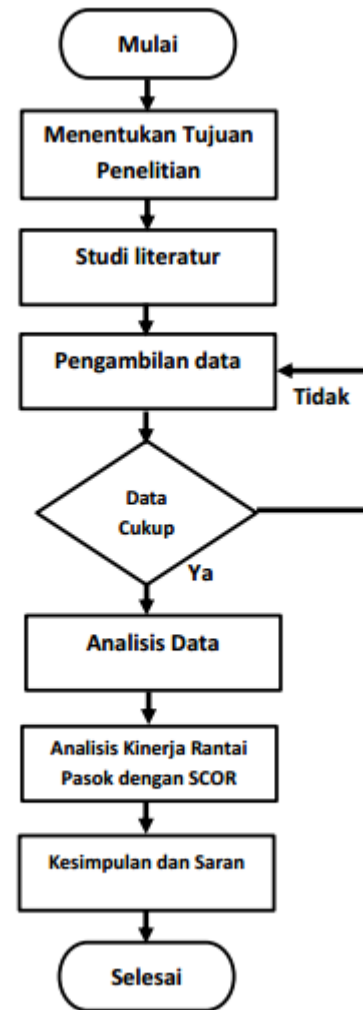 Mulai
Menentukan Tujuan
Penelitian
Studi literatur
Pengambilan data
Tidak
Data
Cukup
Ya
Analisis Data
Analisis Kinerja Rantai
Pasok dengan SCOR
Kesimpulan dan Saran
Selesai